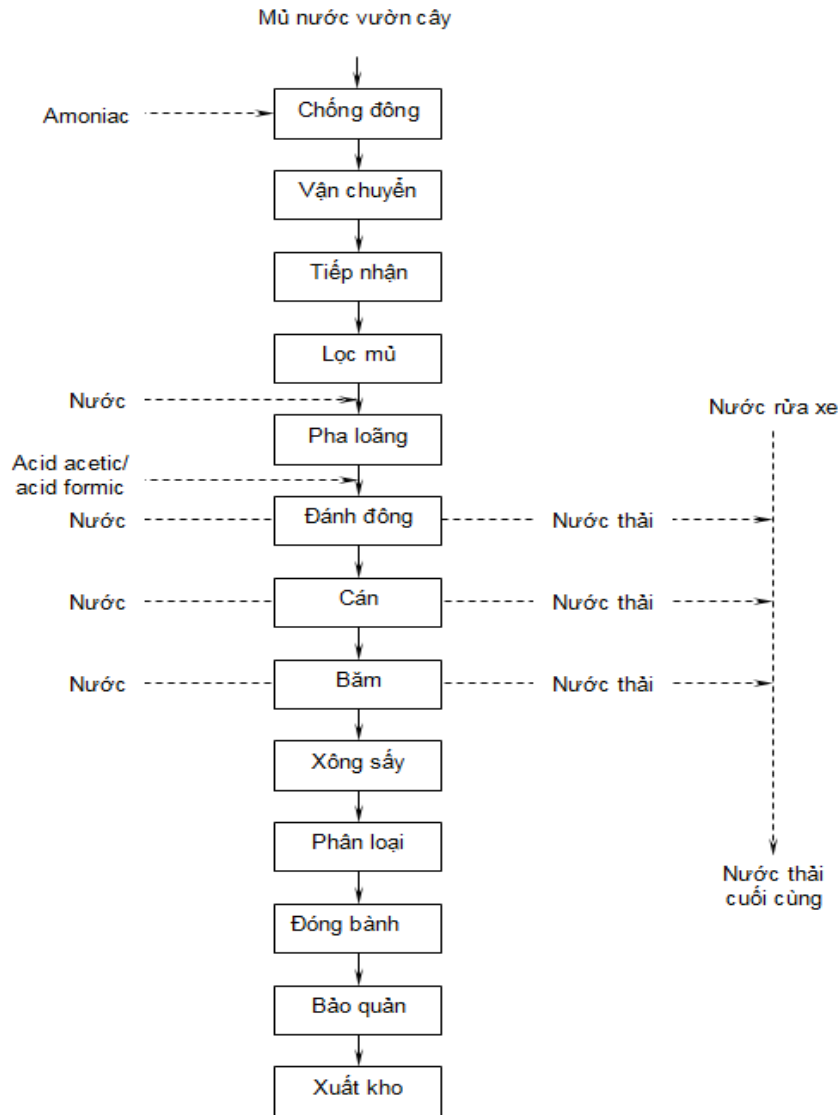 Mủ nước vườn cây
Amoniac
Chống đông
Vận chuyển
Tiếp nhận
Lọc mủ
Nước
Nước rửa xe
Pha loãng
Acid acetic/
acid formic
Nước
Đánh đông
Nước thải
Nước
Cán
Nước thải
Nước
Băm
Nước thải
Xông sấy
Phân loại
Nước thải
cuối cùng
Đóng bành
Bảo quản
Xuất kho